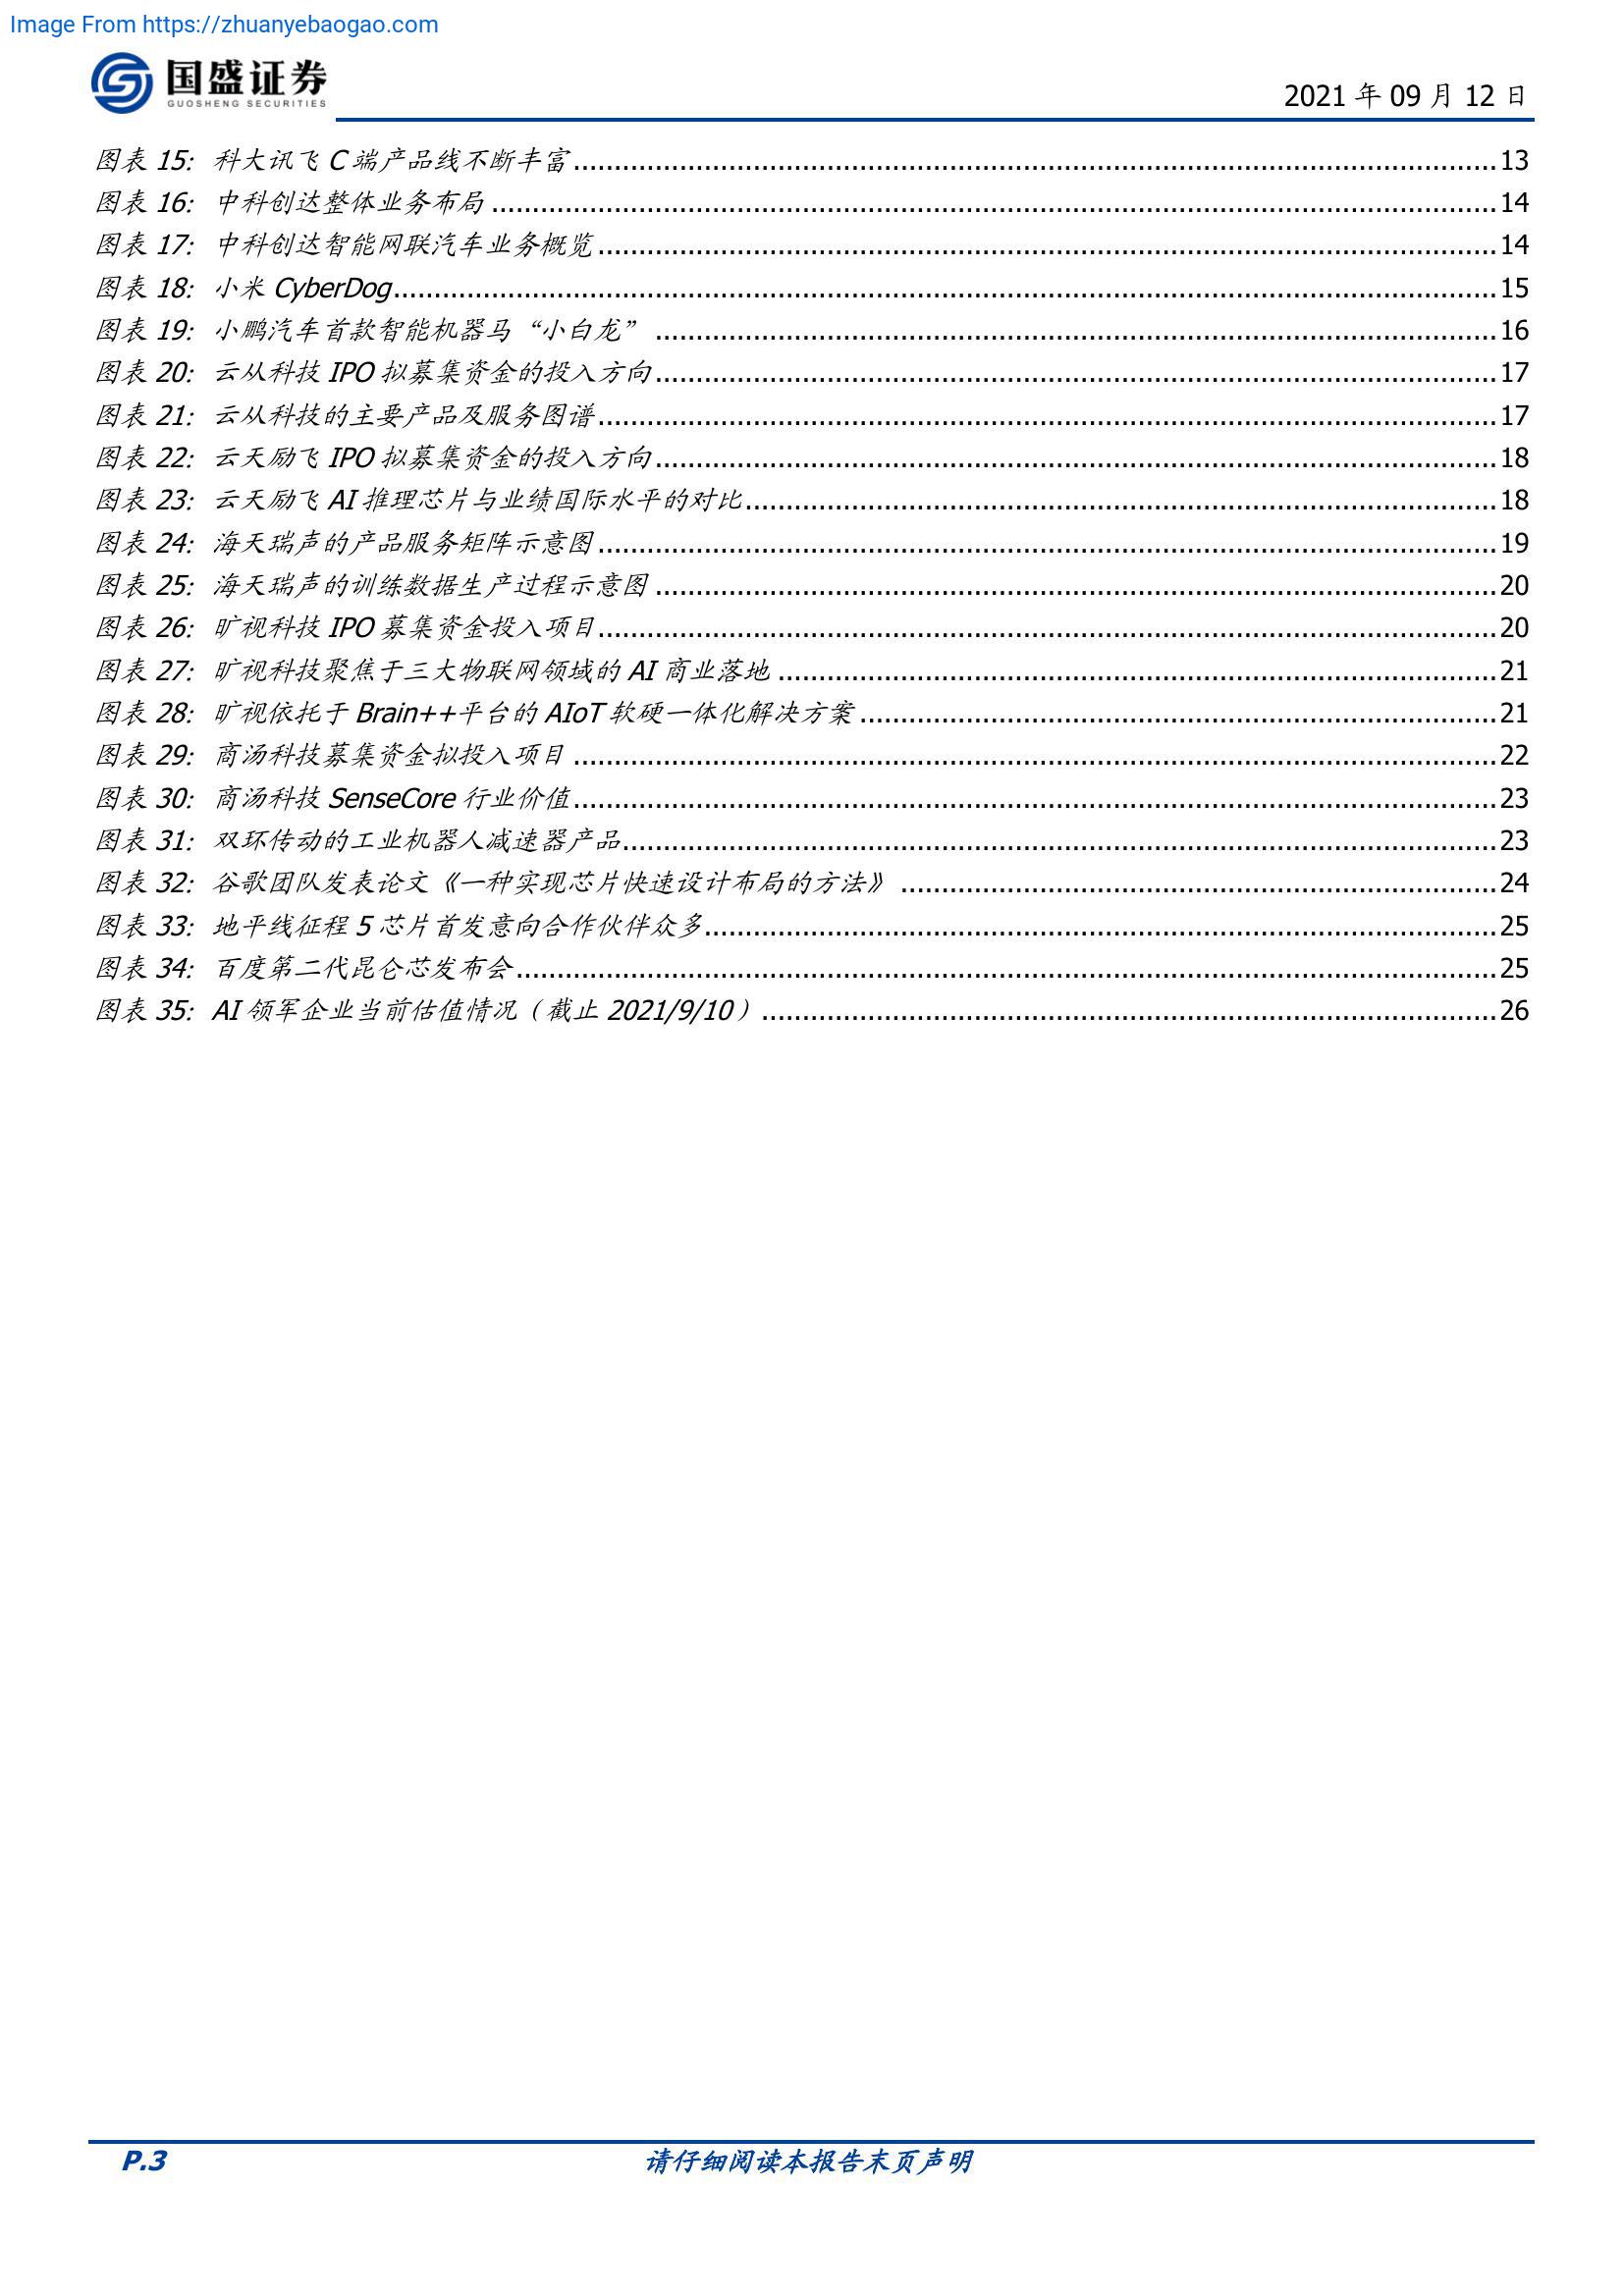 Image From https://zhuanyebaogao.com
国盛证券
GUOSHENG SECURITIES
2021 年 09 月 12 日
图表 15: 科大讯飞 C 端产品线不断丰富....................13
图表 16: 中科创达整体业务布局....................14
图表 17: 中科创达智能网联汽车业务概览....................14
图表 18: 小米 CyberDog....................15
图表 19: 小鹏汽车首款智能机器马“小白龙”....................16
图表 20: 云从科技 IPO 拟募集资金的投入方向....................17
图表 21: 云从科技的主要产品及服务图谱....................17
图表 22: 云天励飞 IPO 拟募集资金的投入方向....................18
图表 23: 云天励飞 AI 推理芯片与业绩国际水平的对比....................18
图表 24: 海天瑞声的产品服务矩阵示意图....................19
图表 25: 海天瑞声的训练数据生产过程示意图....................20
图表 26: 旷视科技 IPO 募集资金投入项目....................20
图表 27: 旷视科技聚焦于三大物联网领域的 AI 商业落地....................21
图表 28: 旷视依托于 Brain++平台的 AIoT 软硬一体化解决方案....................21
图表 29: 商汤科技募集资金拟投入项目....................22
图表 30: 商汤科技 SenseCore 行业价值....................23
图表 31: 双环传动的工业机器人减速器产品....................23
图表 32: 谷歌团队发表论文《一种实现芯片快速设计布局的方法》....................24
图表 33: 地平线征程 5 芯片首发意向合作伙伴众多....................25
图表 34: 百度第二代昆仑芯发布会....................25
图表 35: AI 领军企业当前估值情况（截止 2021/9/10）....................26
P.3 请仔细阅读本报告末页声明